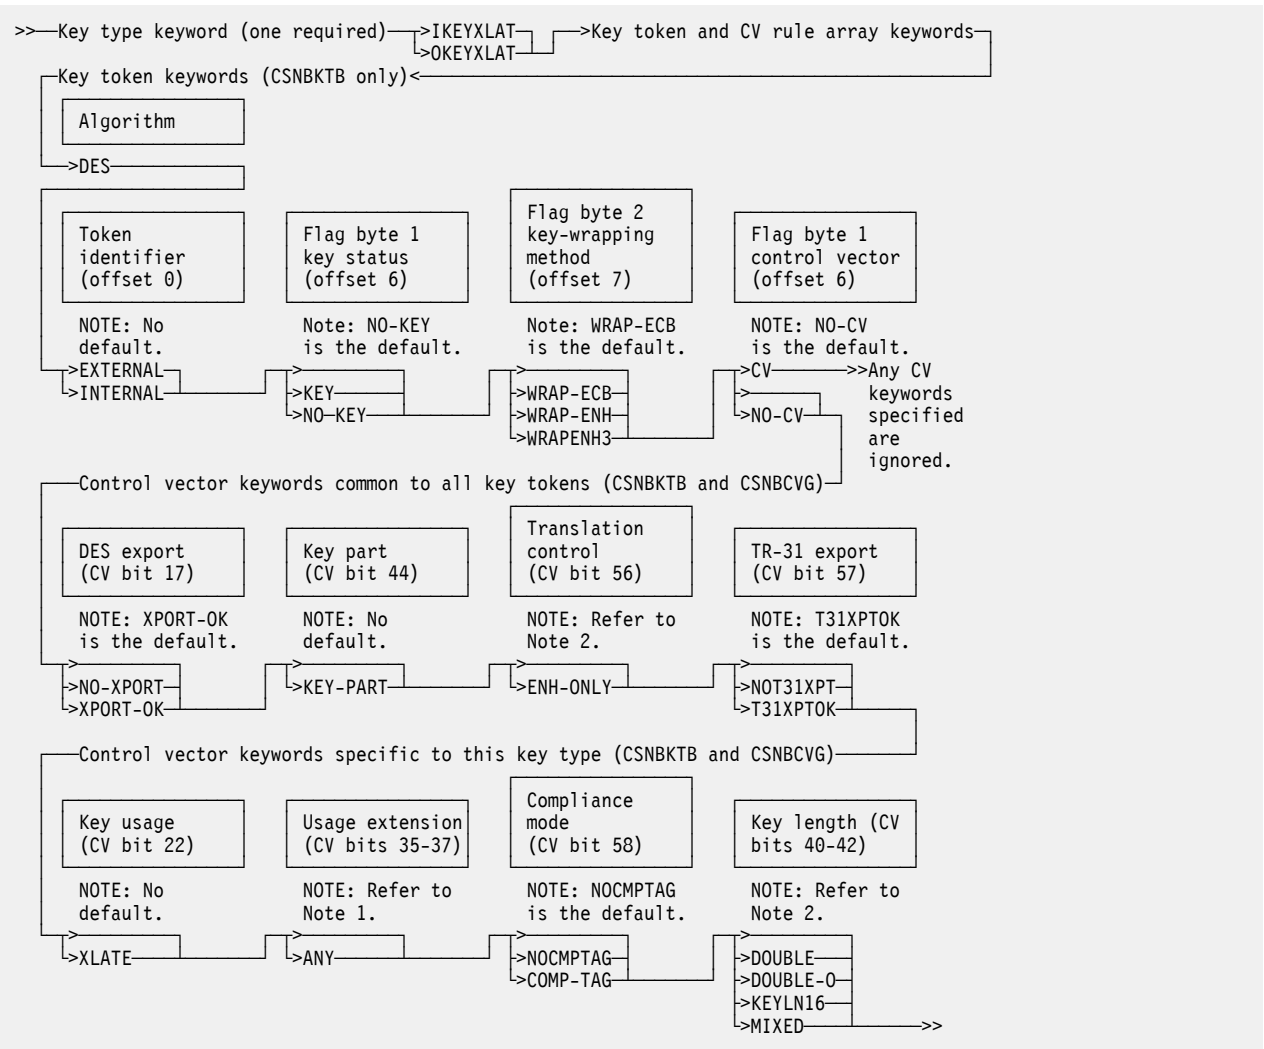 >>—Key type keyword (one required)—>IKEYXLAT— —>Key token and CV rule array keywords—
>OKEYXLAT—
—Key token keywords (CSNBKTB only)<—
Algorithm
—>DES—
Flag byte 2
Token Flag byte 1 key-wrapping Flag byte 1
identifier key status method control vector
(offset 0) (offset 6) (offset 7) (offset 6)
NOTE: No Note: NO-KEY Note: WRAP-ECB NOTE: NO-CV
default. is the default. is the default. is the default.
>EXTERNAL— >— >— >CV—>>Any CV
>INTERNAL— >KEY— >WRAP-ECB— >— keywords
>NO-KEY— >WRAP-ENH— >NO-CV— specified
>WRAPENH3— are
ignored.
—Control vector keywords common to all key tokens (CSNBKTB and CSNBCVG)—
Translation
DES export Key part control TR-31 export
(CV bit 17) (CV bit 44) (CV bit 56) (CV bit 57)
NOTE: XPORT-OK NOTE: No NOTE: Refer to NOTE: T31XPTOK
is the default. default. Note 2. is the default.
>— >— >— >—
>NO-XPORT— >KEY-PART— >ENH-ONLY— >NOT31XPT—
>XPORT-OK— >T31XPTOK—
—Control vector keywords specific to this key type (CSNBKTB and CSNBCVG)—
Compliance
Key usage Usage extension mode Key length (CV
(CV bit 22) (CV bits 35-37) (CV bit 58) bits 40-42)
NOTE: No NOTE: Refer to NOTE: NOCMPTAG NOTE: Refer to
default. Note 1. is the default. Note 2.
>— >— >— >—
>XLATE— >ANY— >NOCMPTAG— >DOUBLE—
>COMP-TAG— >DOUBLE-O—
>KEYLN16—
>MIXED—>>